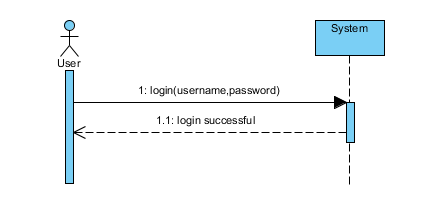 System
User
1: login(username,password)
1.1: login successful